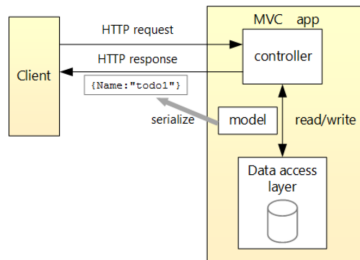 MVC app
HTTP request
controller
HTTP response
Client
{Name:"todo1"}
serialize
model
read/write
Data access
layer